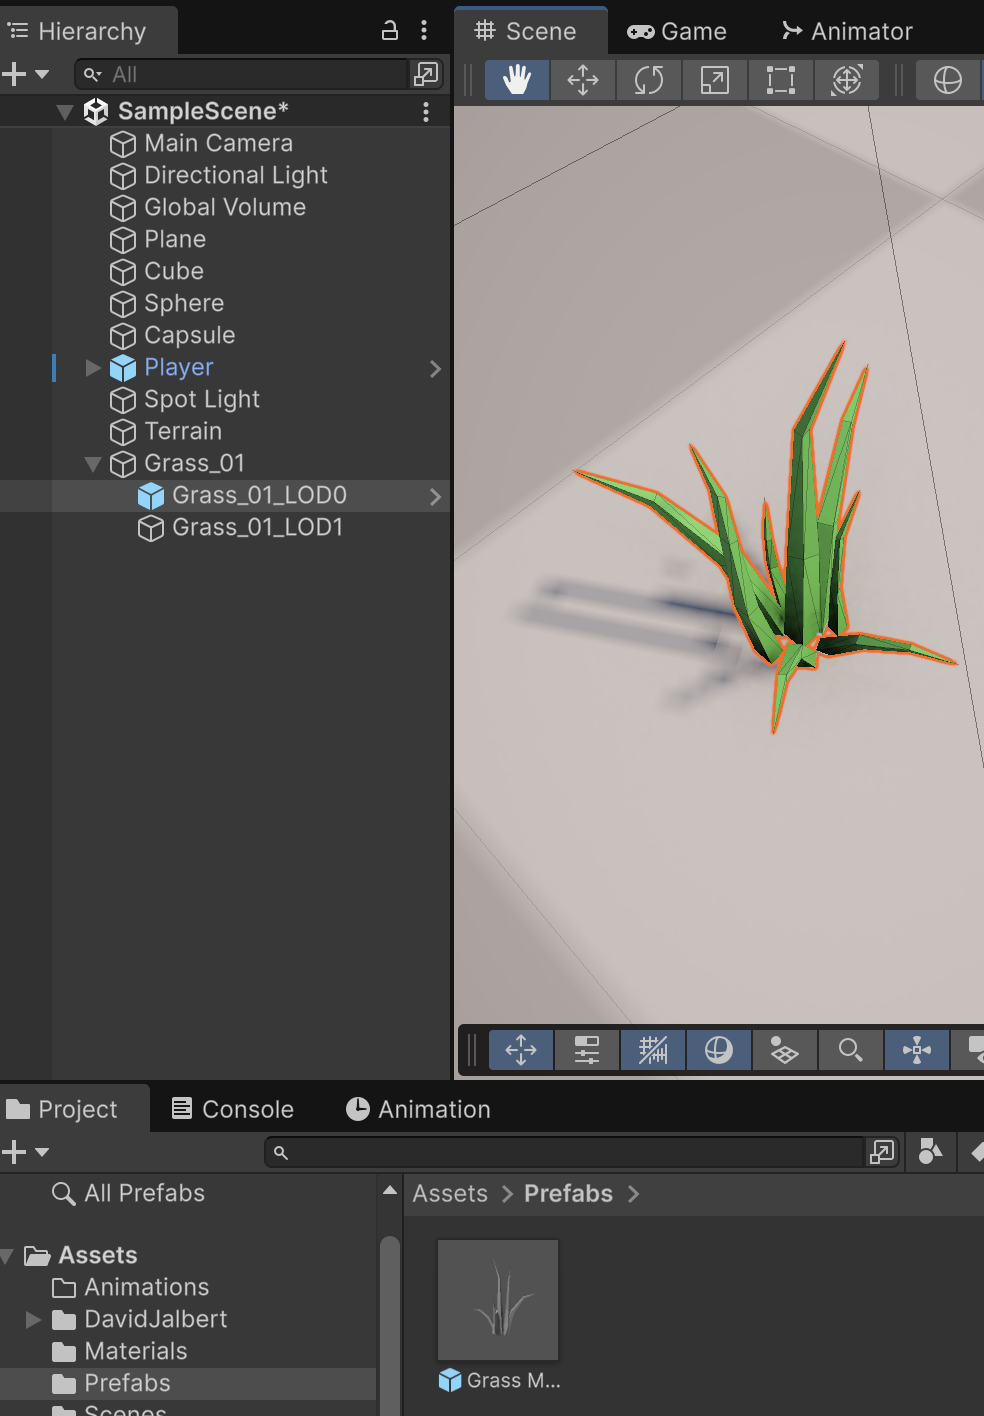 Hierarchy
All
SampleScene*
Main Camera
Directional Light
Global Volume
Plane
Cube
Sphere
Capsule
Player
Spot Light
Terrain
Grass_01
Grass_01_LOD0
Grass_01_LOD1
Scene
Game
Animator
Project
Console
Animation
All Prefabs
Assets
Animations
DavidJalbert
Materials
Prefabs
Scenes
Assets > Prefabs >
Grass M...